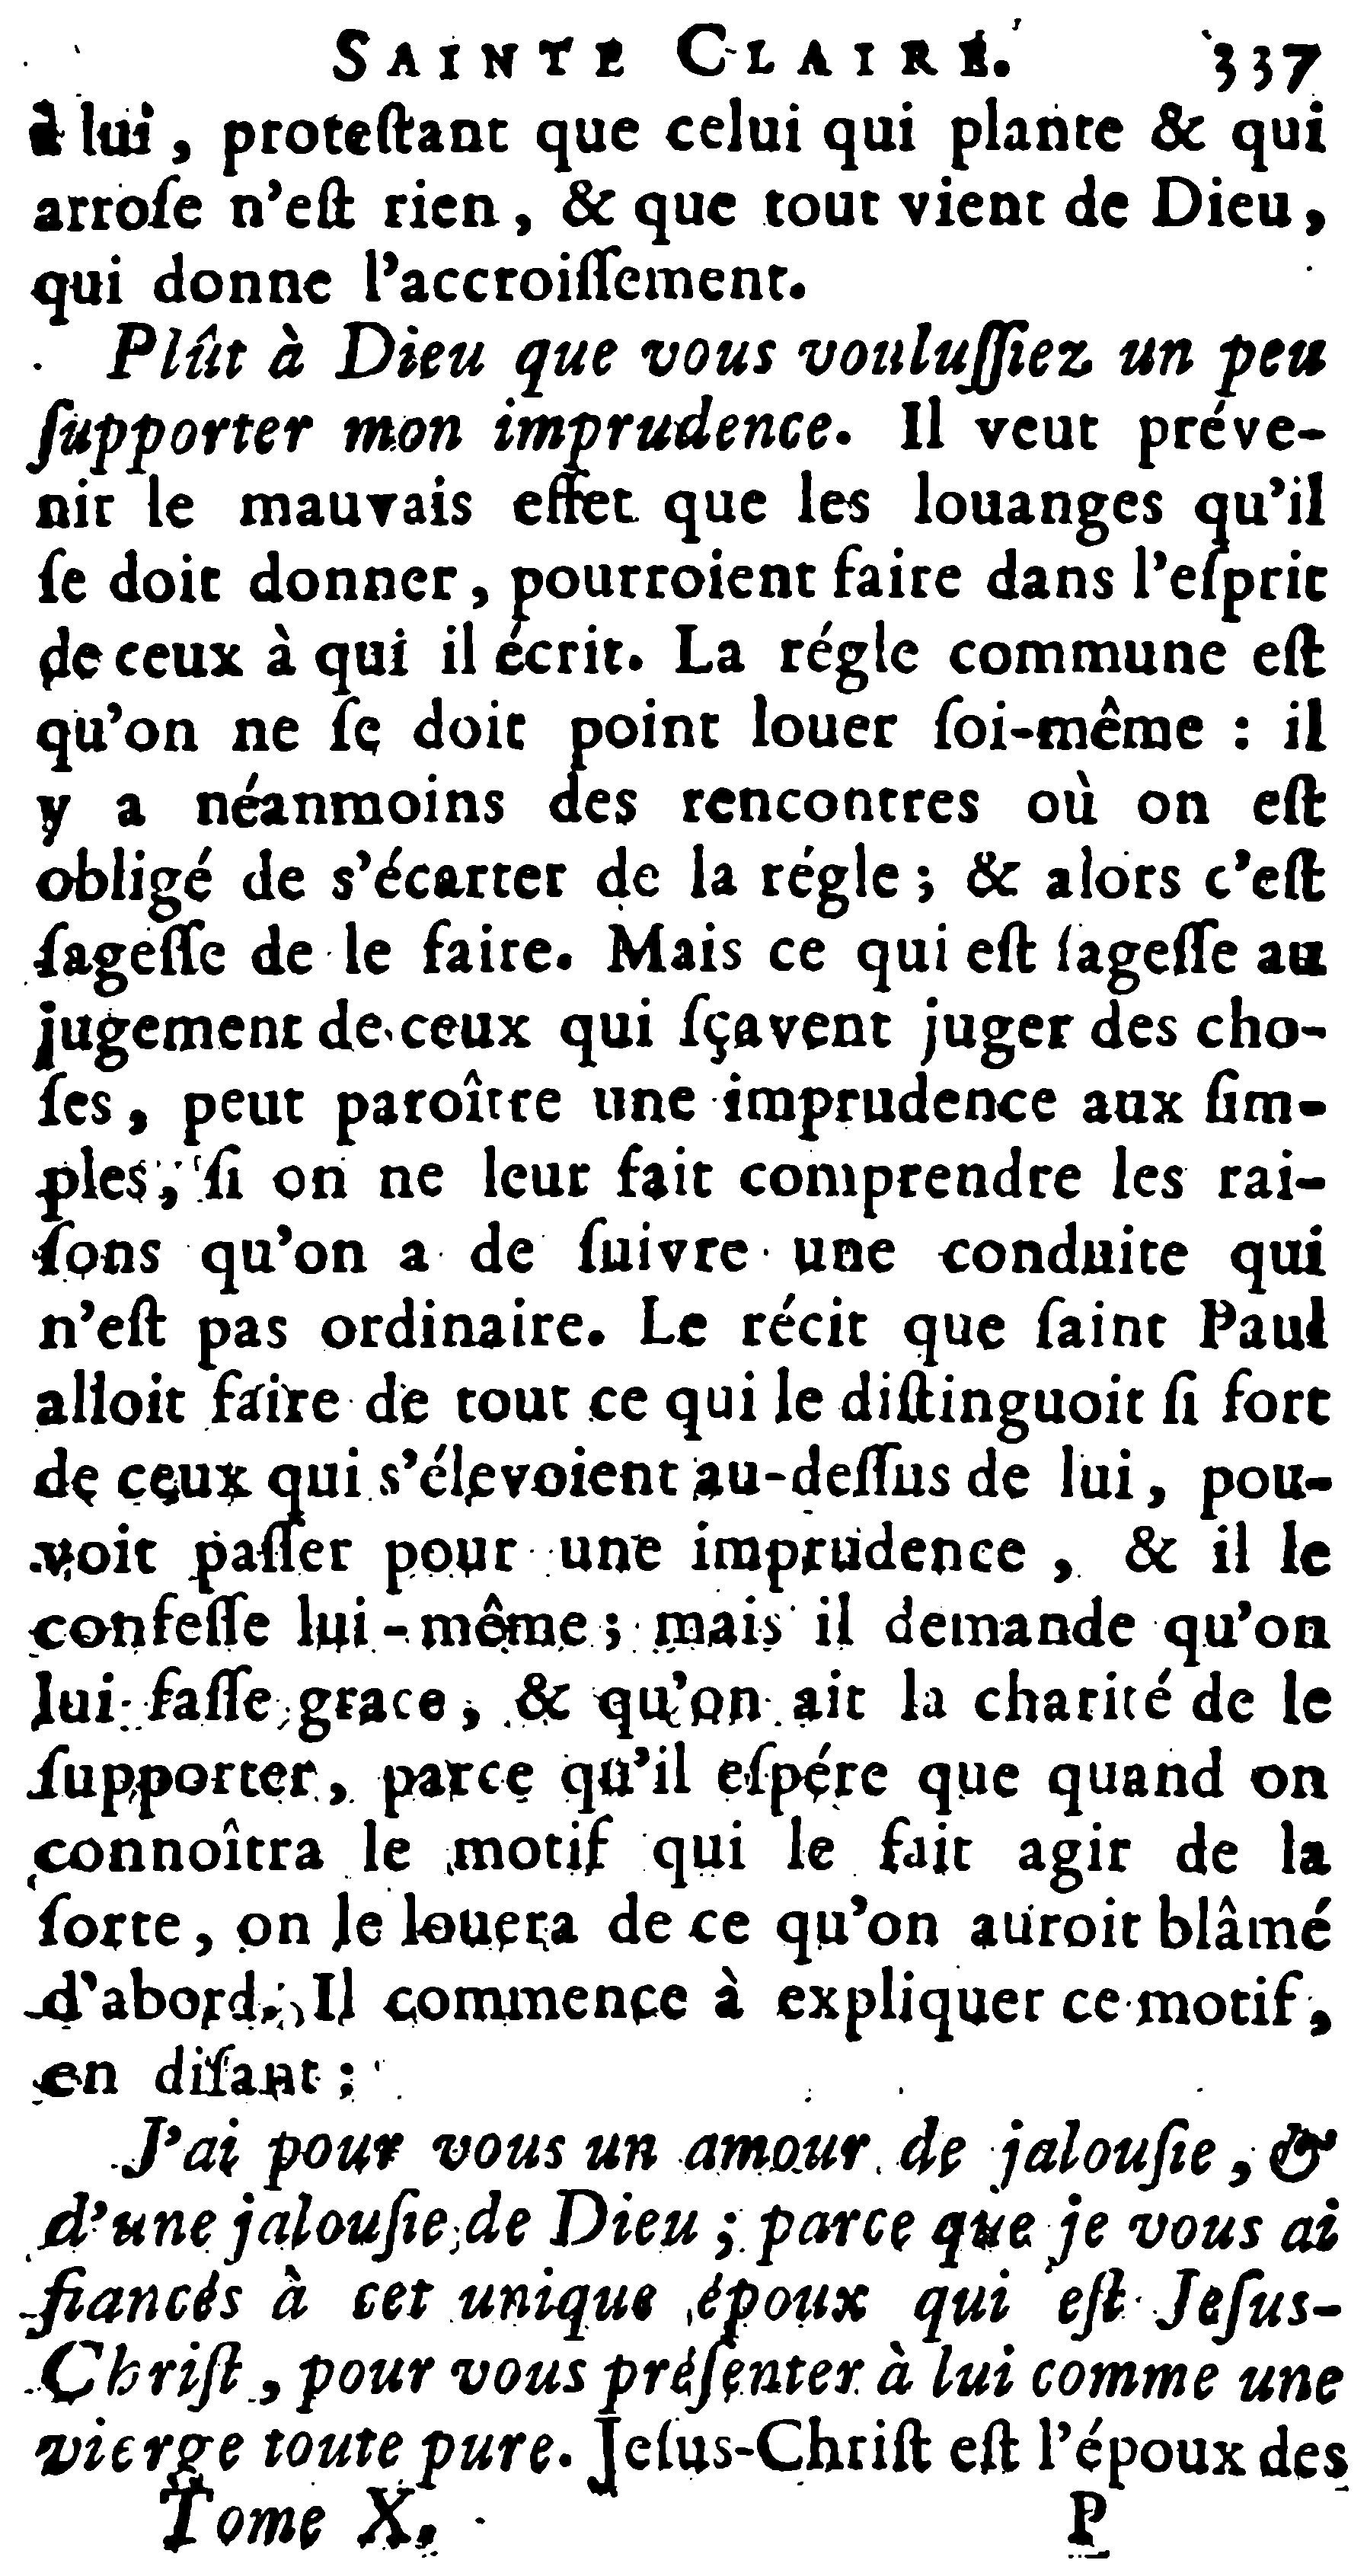 SAINTE CLAIRE. 337
à lui, proteſtant que celui qui plante & qui
arroſe n'eſt rien, & que tout vient de Dieu,
qui donne l'accroiſſement.
Plût à Dieu que vous vouluſſiez un peu
ſupporter mon imprudence. Il veut préve-
nir le mauvais effet que les louanges qu'il
ſe doit donner, pourroient faire dans l'eſprit
de ceux à qui il écrit. La régle commune eſt
qu'on ne ſe doit point louer ſoi-même : il
y a néanmoins des rencontres où on eſt
obligé de s'écarter de la régle ; & alors c'eſt
ſageſſe de le faire. Mais ce qui eſt ſageſſe au
jugement de ceux qui ſçavent juger des cho-
ſes, peut paroître une imprudence aux ſim-
ples, ſi on ne leur fait comprendre les rai-
ſons qu'on a de ſuivre une conduite qui
n'eſt pas ordinaire. Le récit que ſaint Paul
alloit faire de tout ce qui le diſtinguoit ſi fort
de ceux qui s'élevoient au-deſſus de lui, pou-
voit paſſer pour une imprudence, & il le
confeſſe lui-même ; mais il demande qu'on
lui faſſe grace, & qu'on ait la charité de le
ſupporter, parce qu'il eſpére que quand on
connoîtra le motif qui le fait agir de la
ſorte, on le louera de ce qu'on auroit blâmé
d'abord. Il commence à expliquer ce motif,
en diſant :
J'ai pour vous un amour de jalouſie, &
d'une jalouſie de Dieu ; parce que je vous ai
fiancés à cet unique époux qui eſt Jeſus-
Chriſt, pour vous préſenter à lui comme une
vierge toute pure. Jeſus-Chriſt eſt l'époux des
Tome X. P